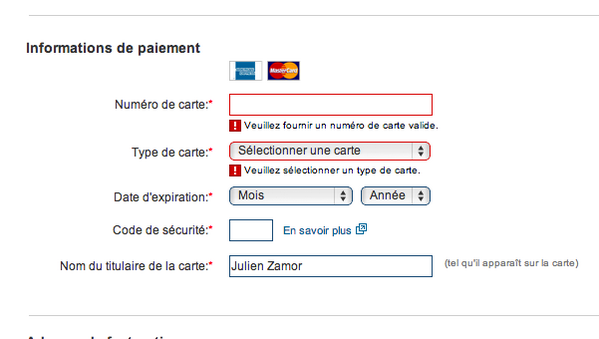 Informations de paiement
MasterCard
Numéro de carte:*
! Veuillez fournir un numéro de carte valide.
Type de carte:* Sélectionner une carte
! Veuillez sélectionner un type de carte.
Date d'expiration:* Mois Année
Code de sécurité:* En savoir plus
Nom du titulaire de la carte:* Julien Zamor (tel qu'il apparaît sur la carte)